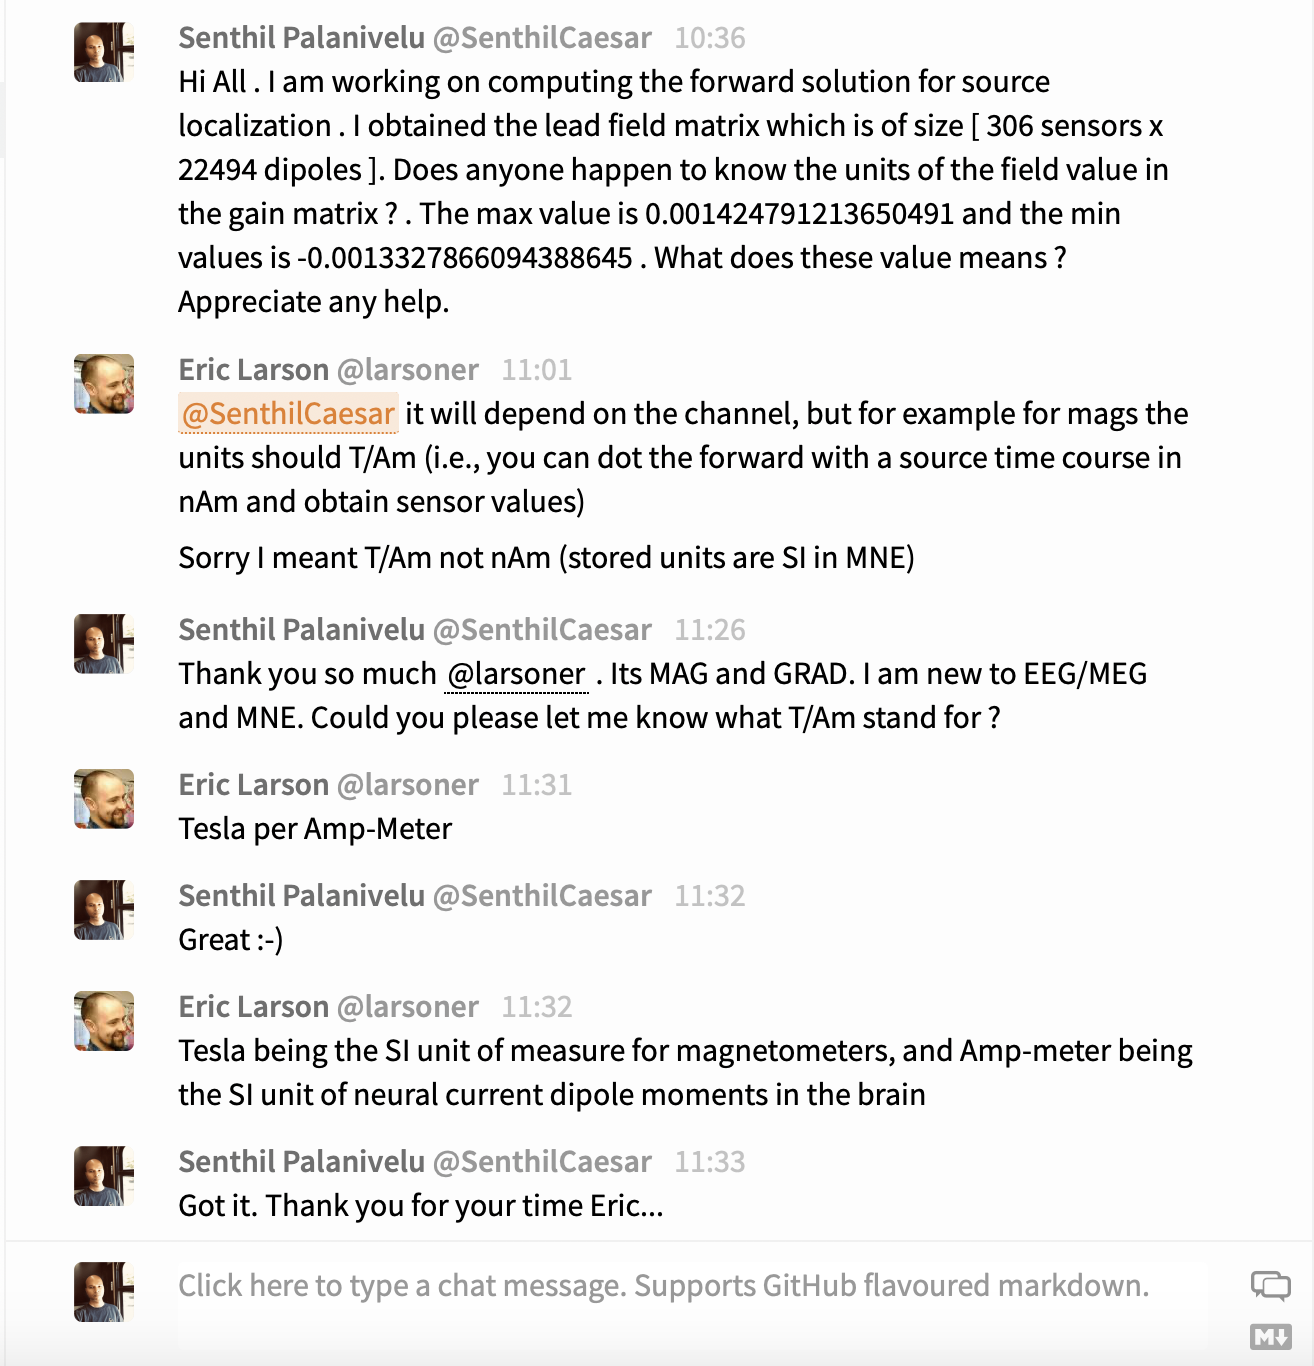 Senthil Palanivelu @SenthilCaesar 10:36
Hi All . I am working on computing the forward solution for source
localization . I obtained the lead field matrix which is of size [ 306 sensors x
22494 dipoles ]. Does anyone happen to know the units of the field value in
the gain matrix ? . The max value is 0.001424791213650491 and the min
values is -0.0013327866094388645 . What does these value means ?
Appreciate any help.
Eric Larson @larsoner 11:01
@SenthilCaesar it will depend on the channel, but for example for mags the
units should T/Am (i.e., you can dot the forward with a source time course in
nAm and obtain sensor values)
Sorry I meant T/Am not nAm (stored units are SI in MNE)
Senthil Palanivelu @SenthilCaesar 11:26
Thank you so much @larsoner . Its MAG and GRAD. I am new to EEG/MEG
and MNE. Could you please let me know what T/Am stand for ?
Eric Larson @larsoner 11:31
Tesla per Amp-Meter
Senthil Palanivelu @SenthilCaesar 11:32
Great :-)
Eric Larson @larsoner 11:32
Tesla being the SI unit of measure for magnetometers, and Amp-meter being
the SI unit of neural current dipole moments in the brain
Senthil Palanivelu @SenthilCaesar 11:33
Got it. Thank you for your time Eric...
Click here to type a chat message. Supports GitHub flavoured markdown.
M↓